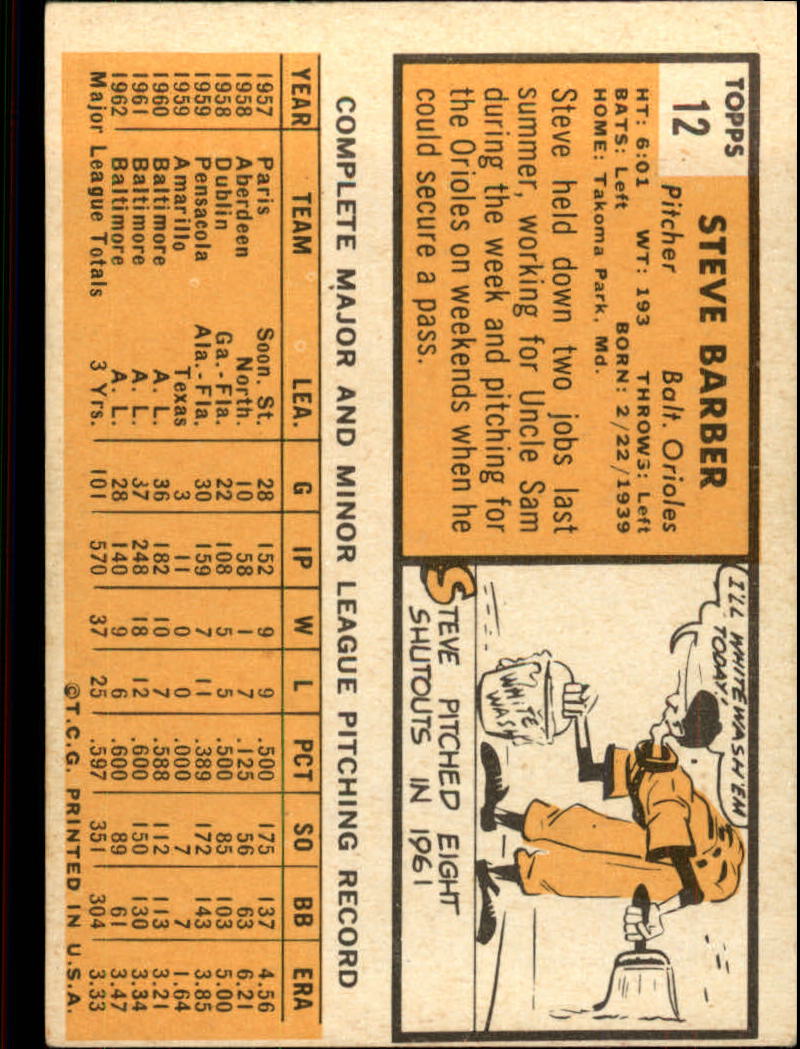 TOPPS
12
STEVE BARBER
Pitcher Balt. Orioles
HT: 6:01 WT: 193 THROWS: Left
BATS: Left BORN: 2/22/1939
HOME: Takoma Park, Md.
Steve held down two jobs last
summer, working for Uncle Sam
during the week and pitching for
the Orioles on weekends when he
could secure a pass.
I'LL WHITEWASH 'EM
TODAY!
WHITE
WASH
STEVE PITCHED EIGHT
SHUTOUTS IN 1961
COMPLETE MAJOR AND MINOR LEAGUE PITCHING RECORD
YEAR TEAM LEA. G IP W L PCT SO BB ERA
1957 Paris Soon. St. 28 152 9 9 .500 175 137 4.56
1958 Aberdeen North. 10 58 1 7 .125 56 63 6.21
1958 Dublin Ga.-Fla. 22 108 5 5 .500 85 103 5.00
1959 Pensacola Ala.-Fla. 30 159 7 11 .389 172 143 3.85
1959 Amarillo Texas 3 11 0 0 .000 7 7 1.64
1960 Baltimore A. L. 36 182 10 7 .588 112 113 3.21
1961 Baltimore A. L. 37 248 18 12 .600 150 130 3.34
1962 Baltimore A. L. 28 140 9 6 .600 89 61 3.47
Major League Totals 3 Yrs. 101 570 37 25 .597 351 304 3.33
©T.C.G. PRINTED IN U.S.A.